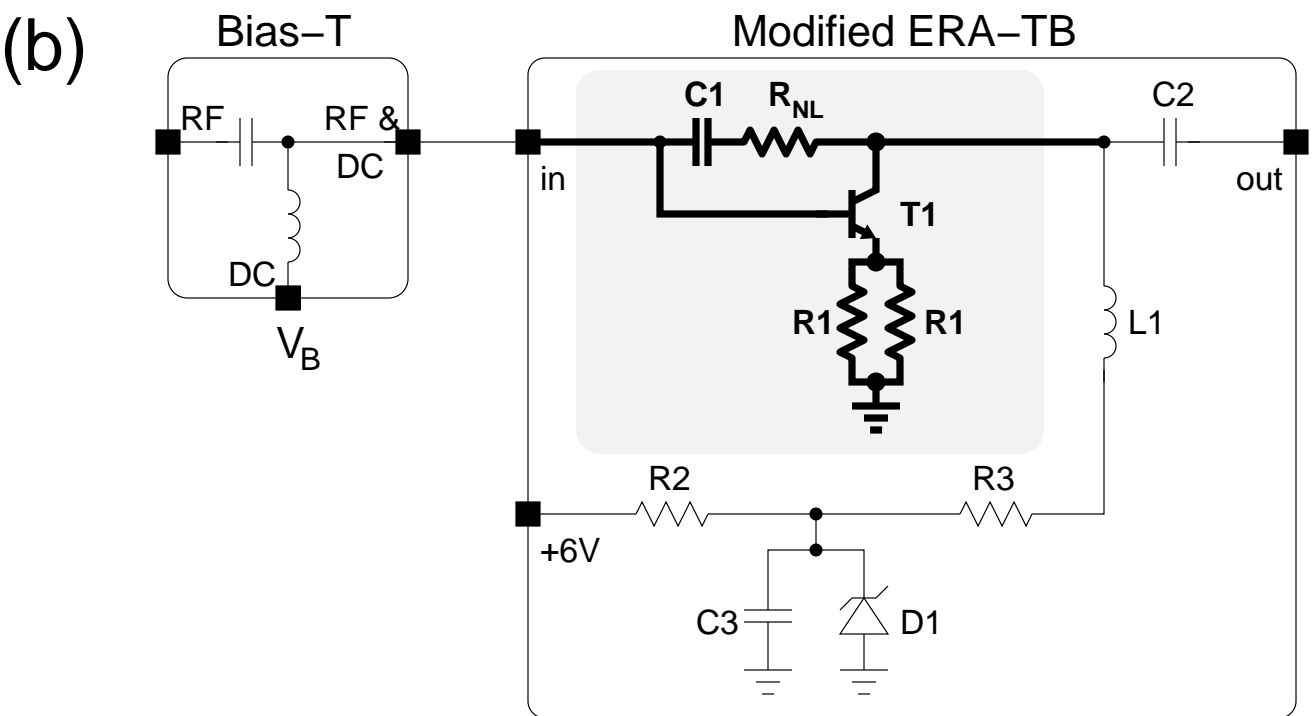 (b)
Bias–T
Modified ERA–TB
RF
RF &
DC
DC
V_B
in
C1
R_NL
C2
out
T1
R1
R1
L1
R2
R3
+6V
C3
D1